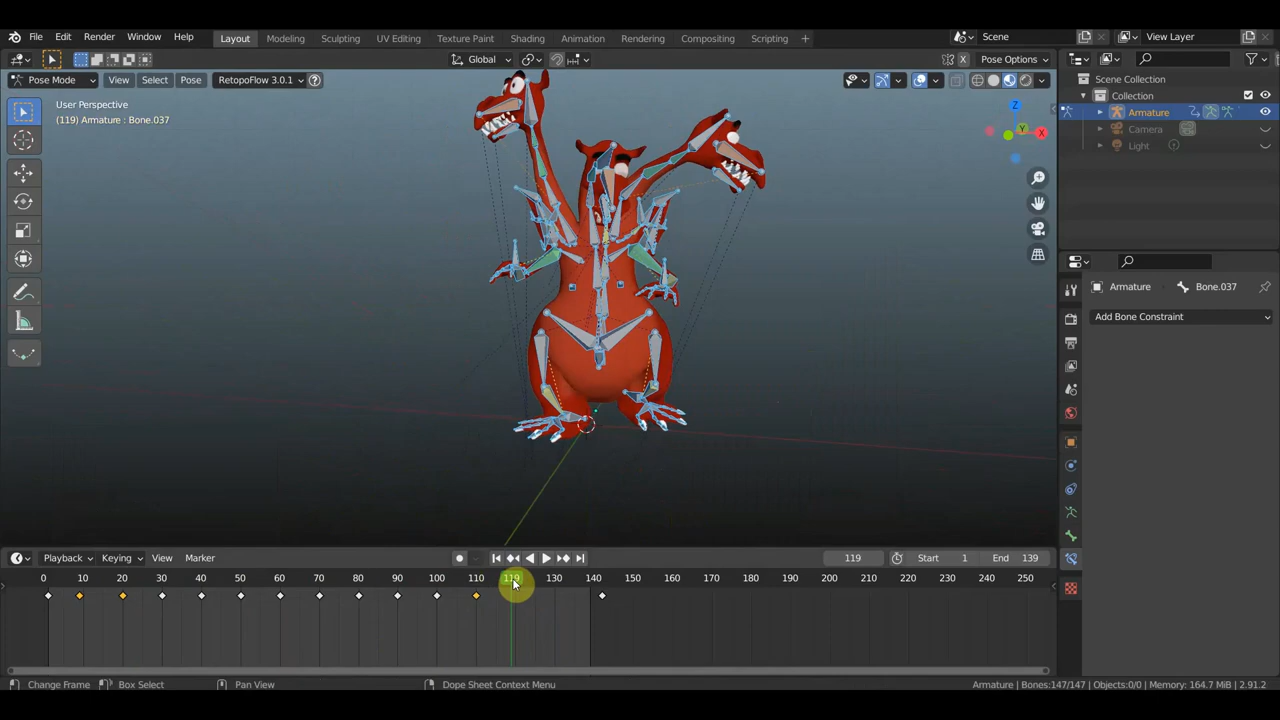 File Edit Render Window Help
Layout Modeling Sculpting UV Editing Texture Paint Shading Animation Rendering Compositing Scripting +
Scene View Layer
Global
Pose Options
X
Pose Mode View Select Pose RetopoFlow 3.0.1
User Perspective
(119) Armature : Bone.037
Z
Y
X
Scene Collection
Collection
Armature
Camera
Light
Armature Bone.037
Add Bone Constraint
Playback Keying View Marker
119 Start 1 End 139
0 10 20 30 40 50 60 70 80 90 100 110 119 130 140 150 160 170 180 190 200 210 220 230 240 250
Change Frame Box Select Pan View Dope Sheet Context Menu Armature | Bones:147/147 | Objects:0/0 | Memory: 164.7 MiB | 2.91.2